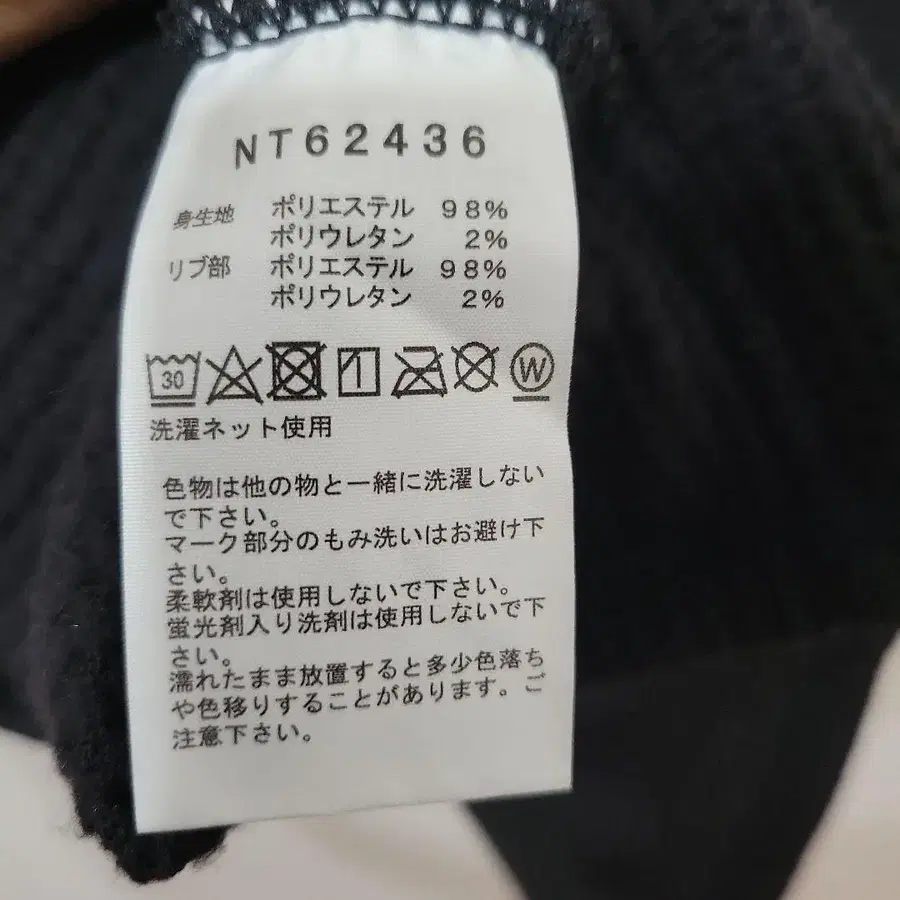 NT62436
身生地 ポリエステル 98%
ポリウレタン 2%
リブ部 ポリエステル 98%
ポリウレタン 2%
30 W
洗濯ネット使用
色物は他の物と一緒に洗濯しない
で下さい。
マーク部分のもみ洗いはお避け下
さい。
柔軟剤は使用しないで下さい。
蛍光剤入り洗剤は使用しないで下
さい。
濡れたまま放置すると多少色落ち
や色移りすることがあります。ご
注意下さい。